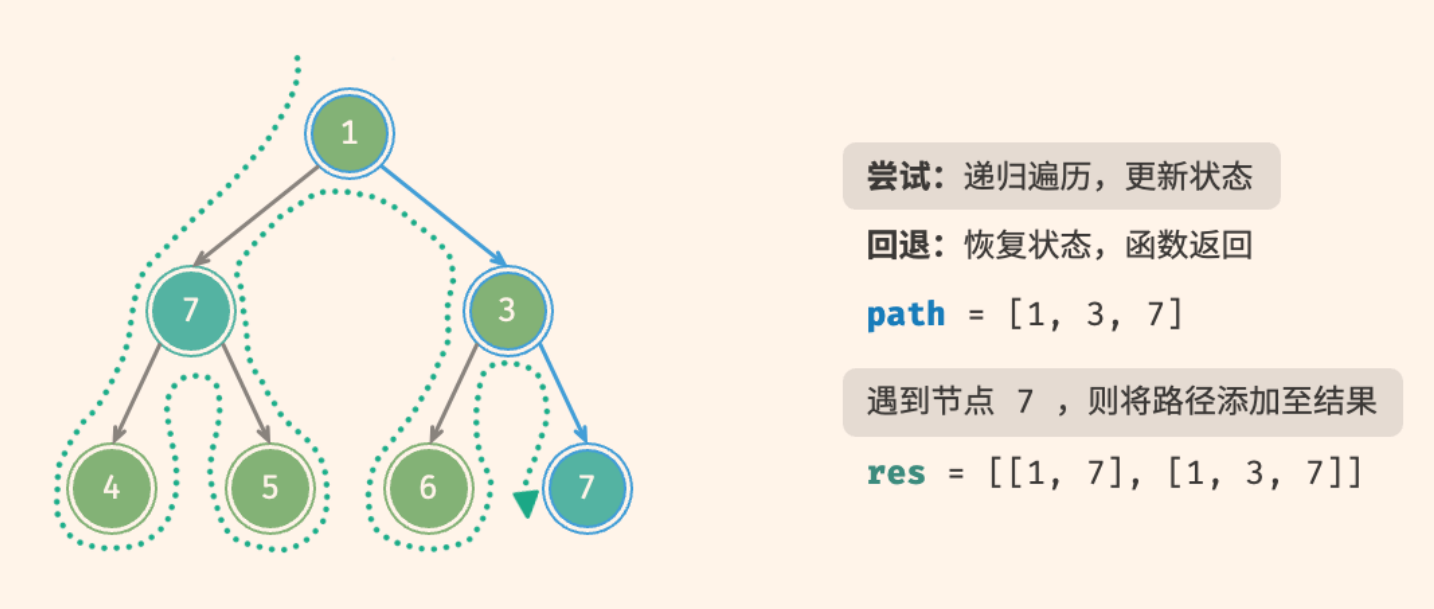 1
7
3
4
5
6
7
尝试：递归遍历，更新状态
回退：恢复状态，函数返回
path = [1, 3, 7]
遇到节点 7 ，则将路径添加至结果
res = [[1, 7], [1, 3, 7]]